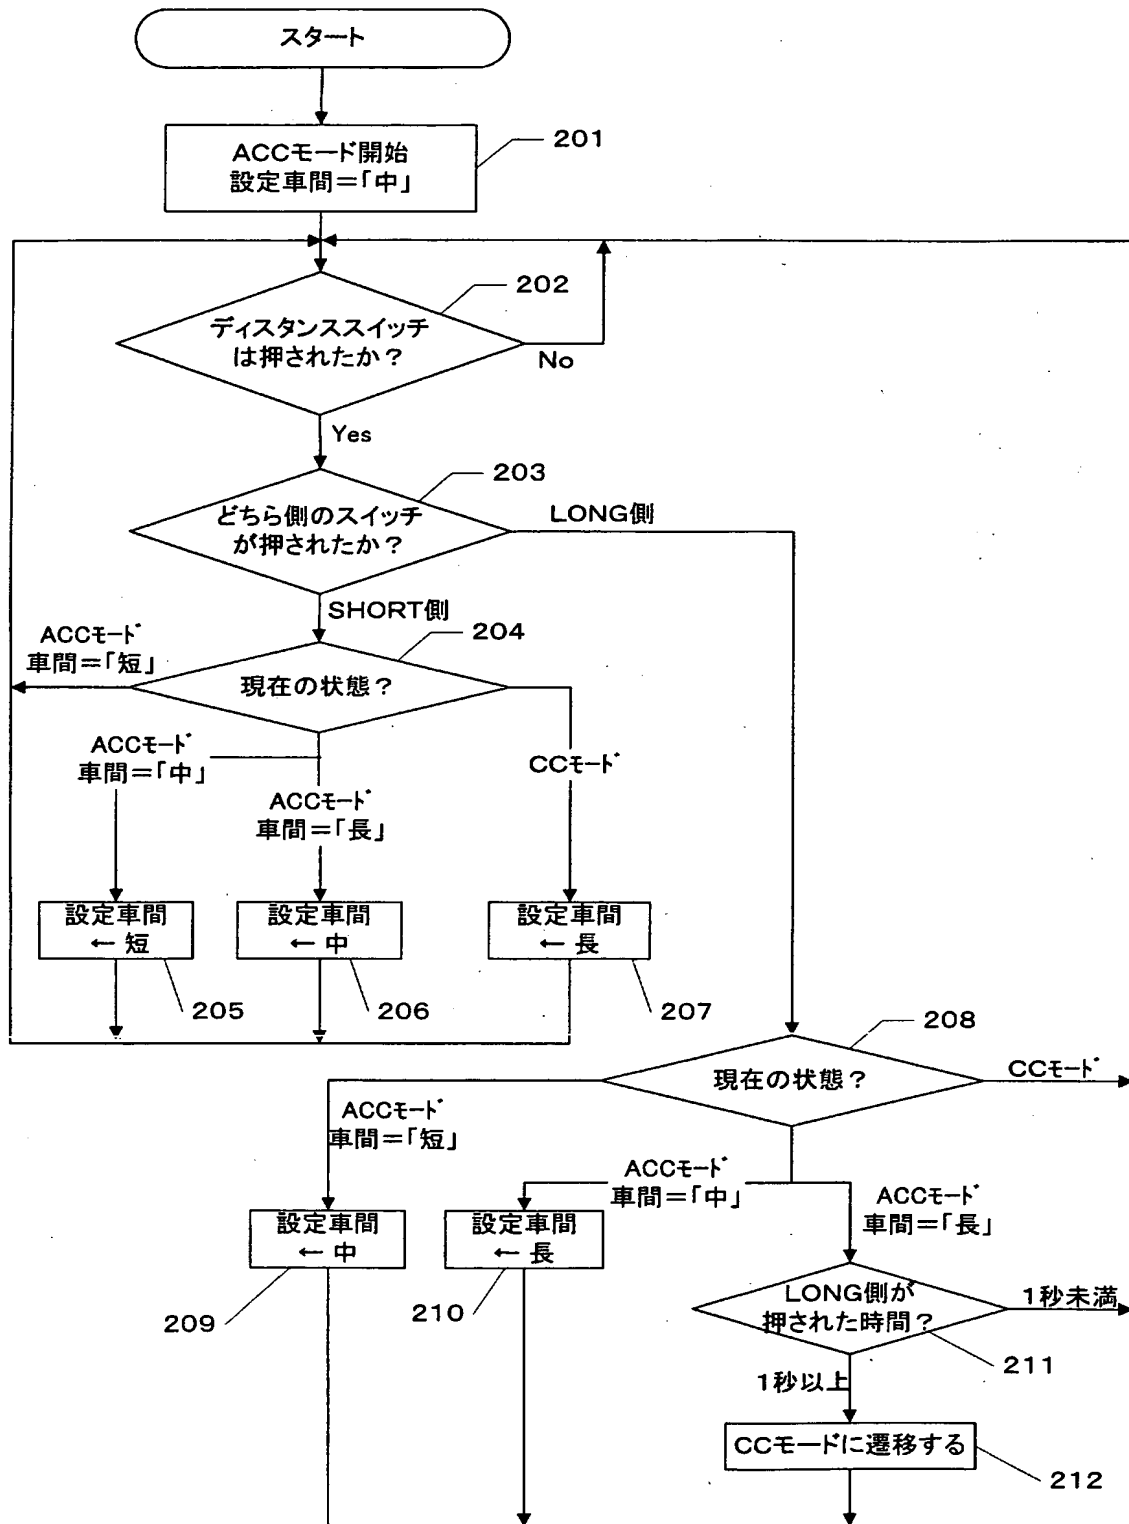 スタート
ACCモード開始
設定車間=「中」
201
202
ディスタンススイッチ
は押されたか?
No
Yes
203
どちら側のスイッチ
が押されたか?
LONG側
SHORT側
204
ACCモード
車間=「短」
現在の状態?
ACCモード
車間=「中」
CCモード
ACCモード
車間=「長」
設定車間
← 短
設定車間
← 中
設定車間
← 長
205
206
207
208
現在の状態?
CCモード
ACCモード
車間=「短」
ACCモード
車間=「中」
ACCモード
車間=「長」
設定車間
← 中
設定車間
← 長
LONG側が
押された時間?
1秒未満
209
210
211
1秒以上
CCモードに遷移する
212